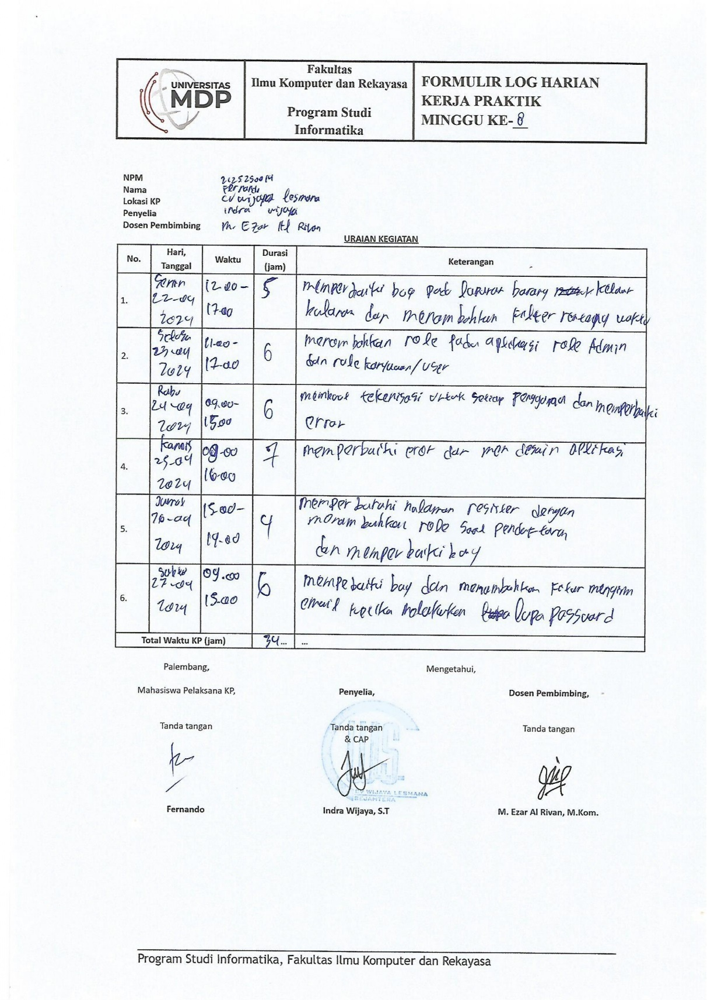 UNIVERSITAS
MDP
Fakultas
Ilmu Komputer dan Rekayasa
Program Studi
Informatika
FORMULIR LOG HARIAN
KERJA PRAKTIK
MINGGU KE- 8
NPM
Nama Fernando
Lokasi KP CV wijaya lesmana
Penyelia indra wijaya
Dosen Pembimbing M. Ezar Al Rivan
URAIAN KEGIATAN
No. Hari, Tanggal Waktu Durasi (jam) Keterangan
1. Senin 22-04 2024 12.00- 17.00 5 memperbaiki bug pada laporan barang keluar
dan menambahkan filter rentang waktu
2. Selasa 23-04 2024 11.00- 17.00 6 menambahkan role pada aplikasi role Admin
dan role karyawan/user
3. Rabu 24-04 2024 09.00- 15.00 6 membuat tokenisasi untuk setiap pengguna dan memperbaiki
error
4. Kamis 25-04 2024 09.00 16.00 7 memperbaiki eror dan men desain aplikasi
5. Jumat 26-04 2024 15.00- 19.00 4 halaman register dengan
menambahkan role saat pendaftaran
dan memperbaiki bug
6. Sabtu 27-04 2024 09.00 15.00 6 mempebaiki bug dan menambahkan fitur mengirim
email ketika melakukan lupa password
Total Waktu KP (jam) 34... ...
Palembang,
Mengetahui,
Mahasiswa Pelaksana KP,
Penyelia,
Dosen Pembimbing,
Tanda tangan
Tanda tangan
& CAP
Tanda tangan
CV WIJAYA LESMANA
SEJAHTERA
Fernando
Indra Wijaya, S.T
M. Ezar Al Rivan, M.Kom.
Program Studi Informatika, Fakultas Ilmu Komputer dan Rekayasa